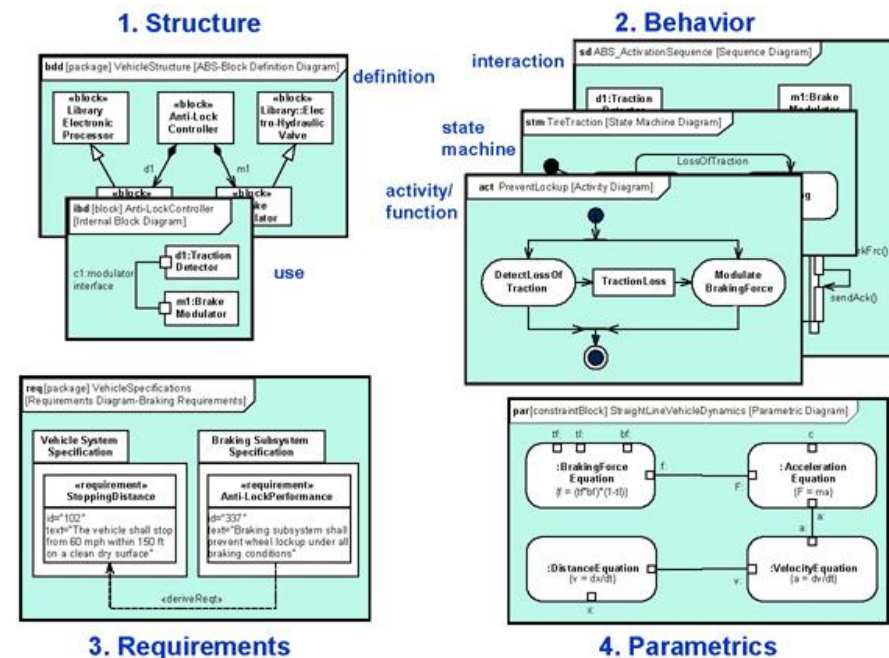 1. Structure
bdd [package] VehicleStructure [ABS-Block Definition Diagram]
definition
«block»
Library
Electronic
Processor
«block»
Anti-Lock
Controller
«block»
Library::Elec
tro-Hydraulic
Valve
d1
m1
«block»
«block»
ibd [block] Anti-LockController
[Internal Block Diagram]
use
d1:Traction
Detector
c1:modulator
interface
m1:Brake
Modulator
2. Behavior
interaction
sd ABS_ActivationSequence [Sequence Diagram]
d1:Traction
m1:Brake
state
machine
stm TireTraction [State Machine Diagram]
LossOfTraction
activity/
function
act PreventLockup [Activity Diagram]
DetectLossOf
Traction
TractionLoss
Modulate
BrakingForce
sendAck()
req [package] VehicleSpecifications
[Requirements Diagram-Braking Requirements]
Vehicle System
Specification
«requirement»
StoppingDistance
id="102"
text="The vehicle shall stop
from 60 mph within 150 ft
on a clean dry surface"
Braking Subsystem
Specification
«requirement»
Anti-LockPerformance
id="337"
text="Braking subsystem shall
prevent wheel lockup under all
braking conditions"
«deriveReqt»
3. Requirements
par [constraintBlock] StraightLineVehicleDynamics [Parametric Diagram]
tf:
tl:
bf:
c
:BrakingForce
Equation
{f = (tf*bf)*(1-tl)}
f:
F:
: Acceleration
Equation
{F = ma}
a:
a:
:DistanceEquation
{v = dx/dt}
v:
:VelocityEquation
{a = dv/dt}
x:
4. Parametrics